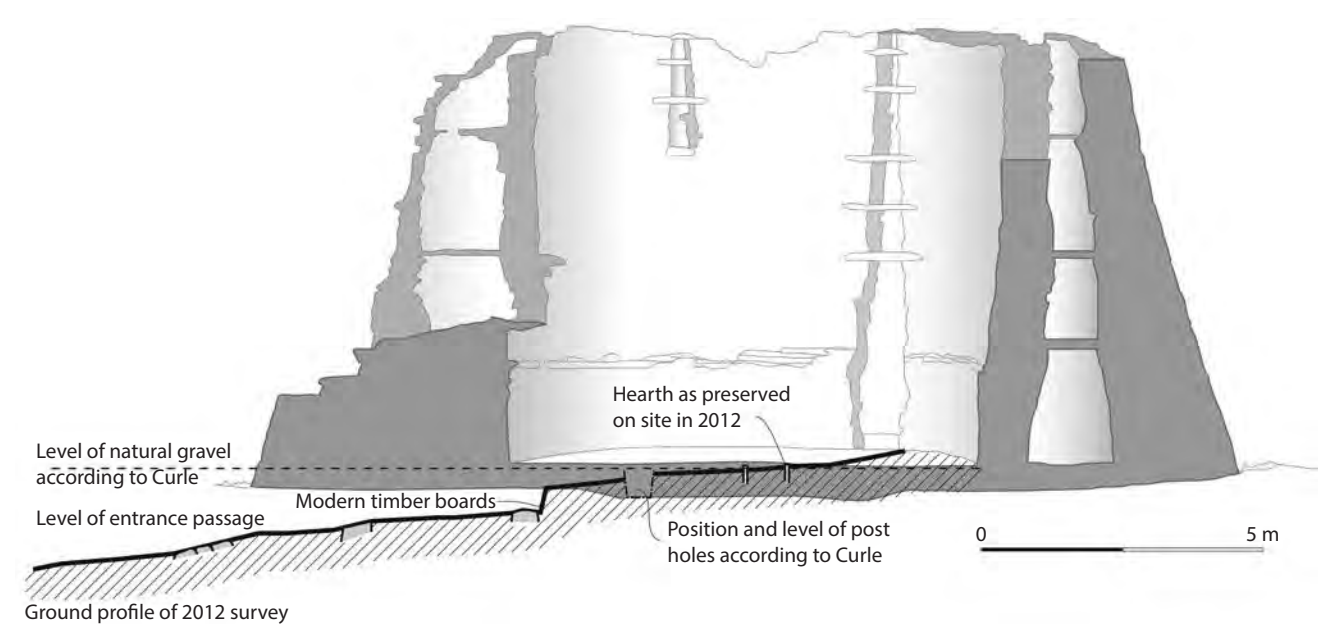 Hearth as preserved
on site in 2012
Level of natural gravel
according to Curle
Modern timber boards
Level of entrance passage
Position and level of post
holes according to Curle
0 5 m
Ground profile of 2012 survey